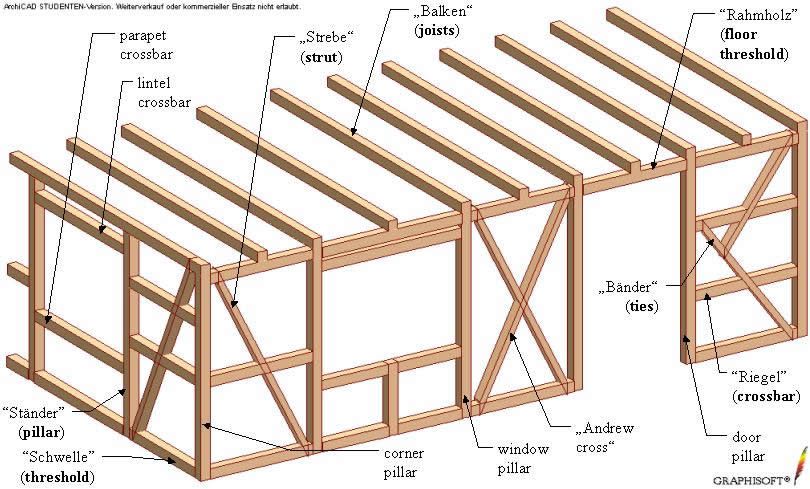 ArchiCAD STUDENTEN-Version. Weiterverkauf oder kommerzieller Einsatz nicht erlaubt.
parapet
crossbar
lintel
crossbar
„Strebe“
(strut)
„Balken“
(joists)
“Rahmholz”
(floor
threshold)
„Bänder“
(ties)
“Riegel”
(crossbar)
“Ständer”
(pillar)
“Schwelle”
(threshold)
corner
pillar
window
pillar
„Andrew
cross“
door
pillar
GRAPHISOFT®